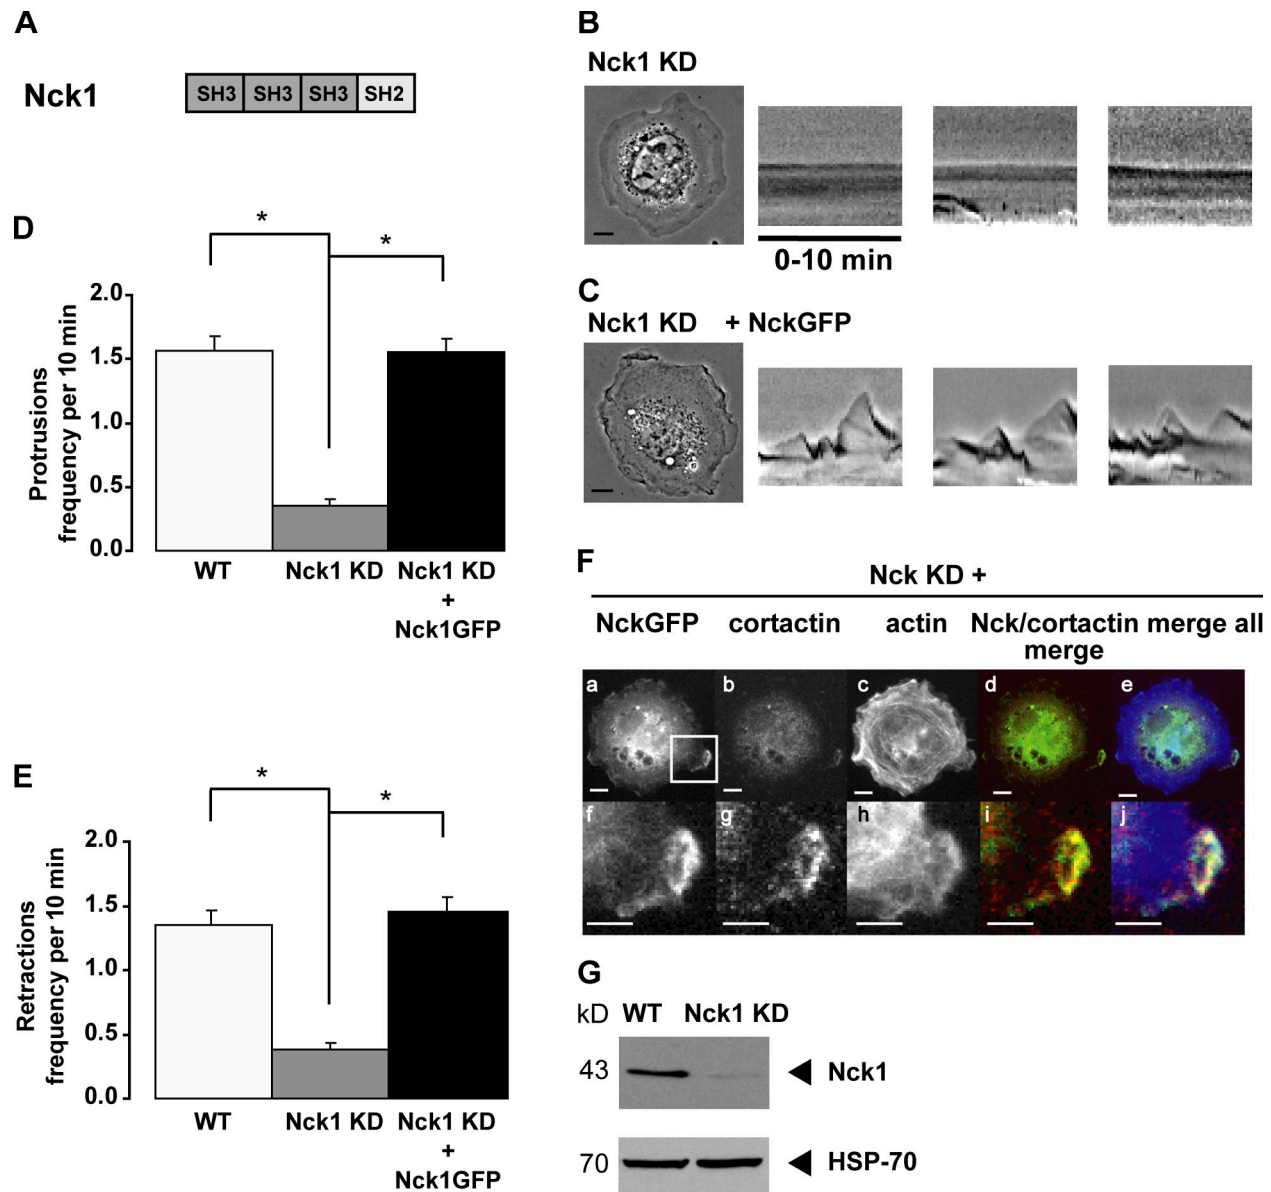 A
Nck1
SH3 SH3 SH3 SH2
B
Nck1 KD
0-10 min
C
Nck1 KD + NckGFP
D
*
*
Protrusions
frequency per 10 min
2.0
1.5
1.0
0.5
0.0
WT
Nck1 KD
Nck1 KD
+
Nck1GFP
E
*
*
Retractions
frequency per 10 min
2.0
1.5
1.0
0.5
0.0
WT
Nck1 KD
Nck1 KD
+
Nck1GFP
F
Nck KD +
NckGFP cortactin actin Nck/cortactin merge all
merge
a b c d e
f g h i j
G
kD WT Nck1 KD
43 Nck1
70 HSP-70